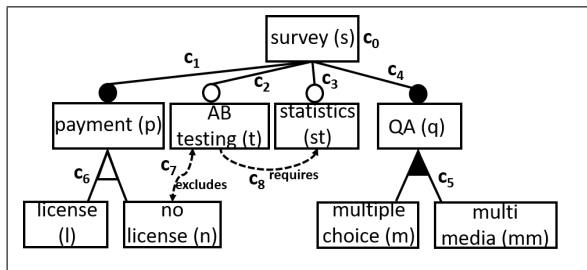 survey (s)
c0
c1
c2
c3
c4
payment (p)
AB
testing (t)
statistics
(st)
QA (q)
c6
c7
excludes
c8
requires
c5
license
(l)
no
license (n)
multiple
choice (m)
multi
media (mm)